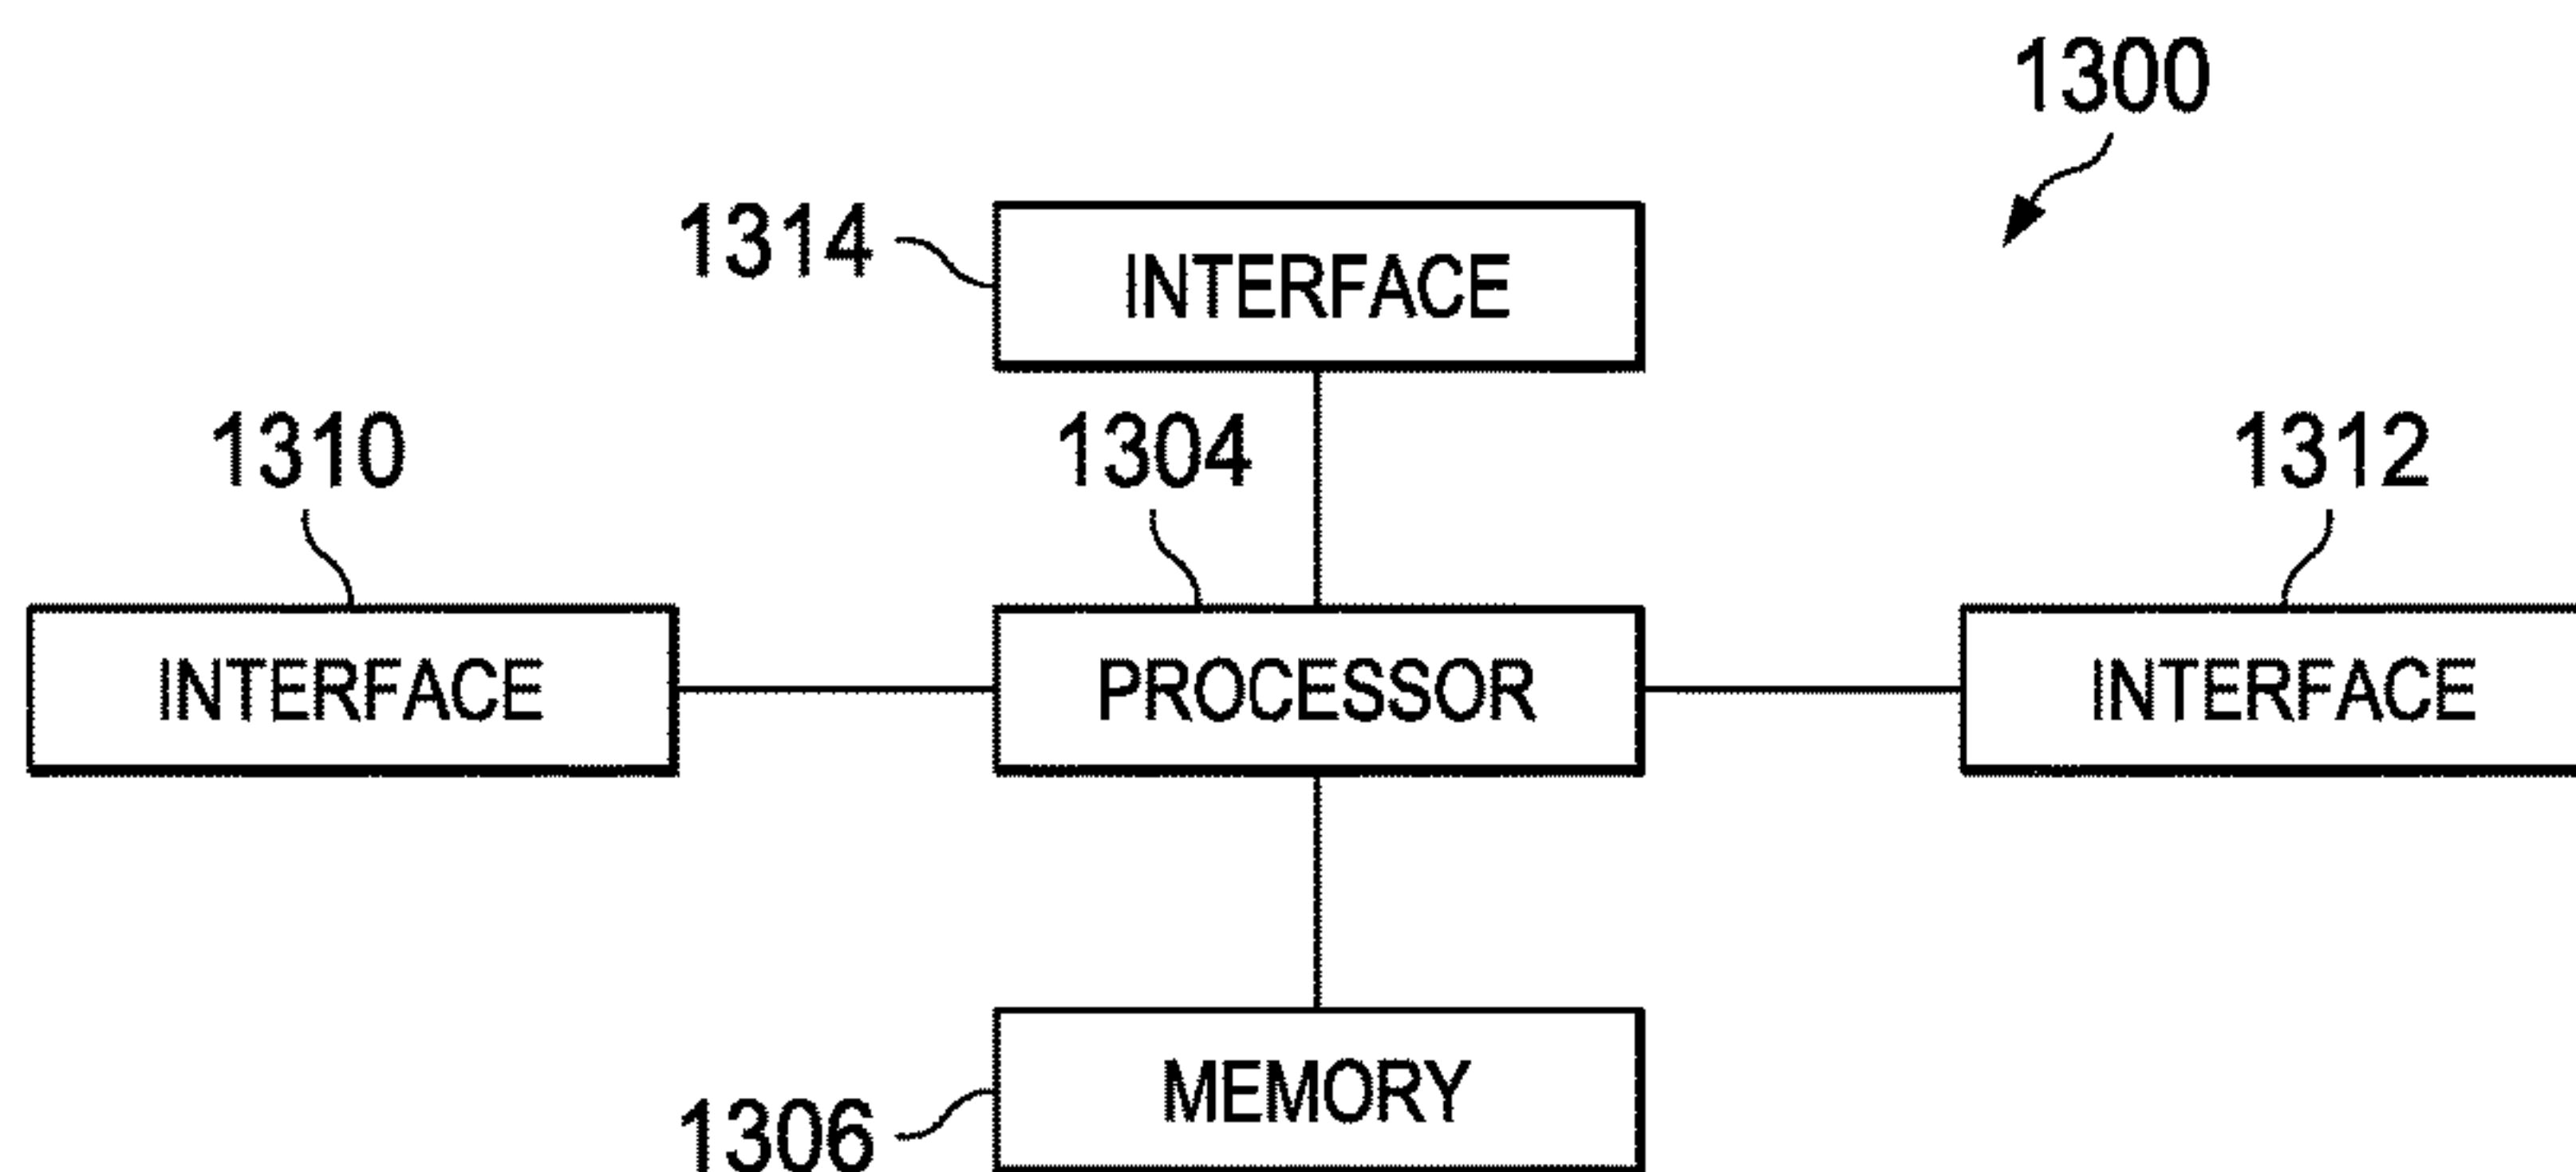 1300
1314
INTERFACE
1310
1304
1312
INTERFACE
PROCESSOR
INTERFACE
MEMORY
1306